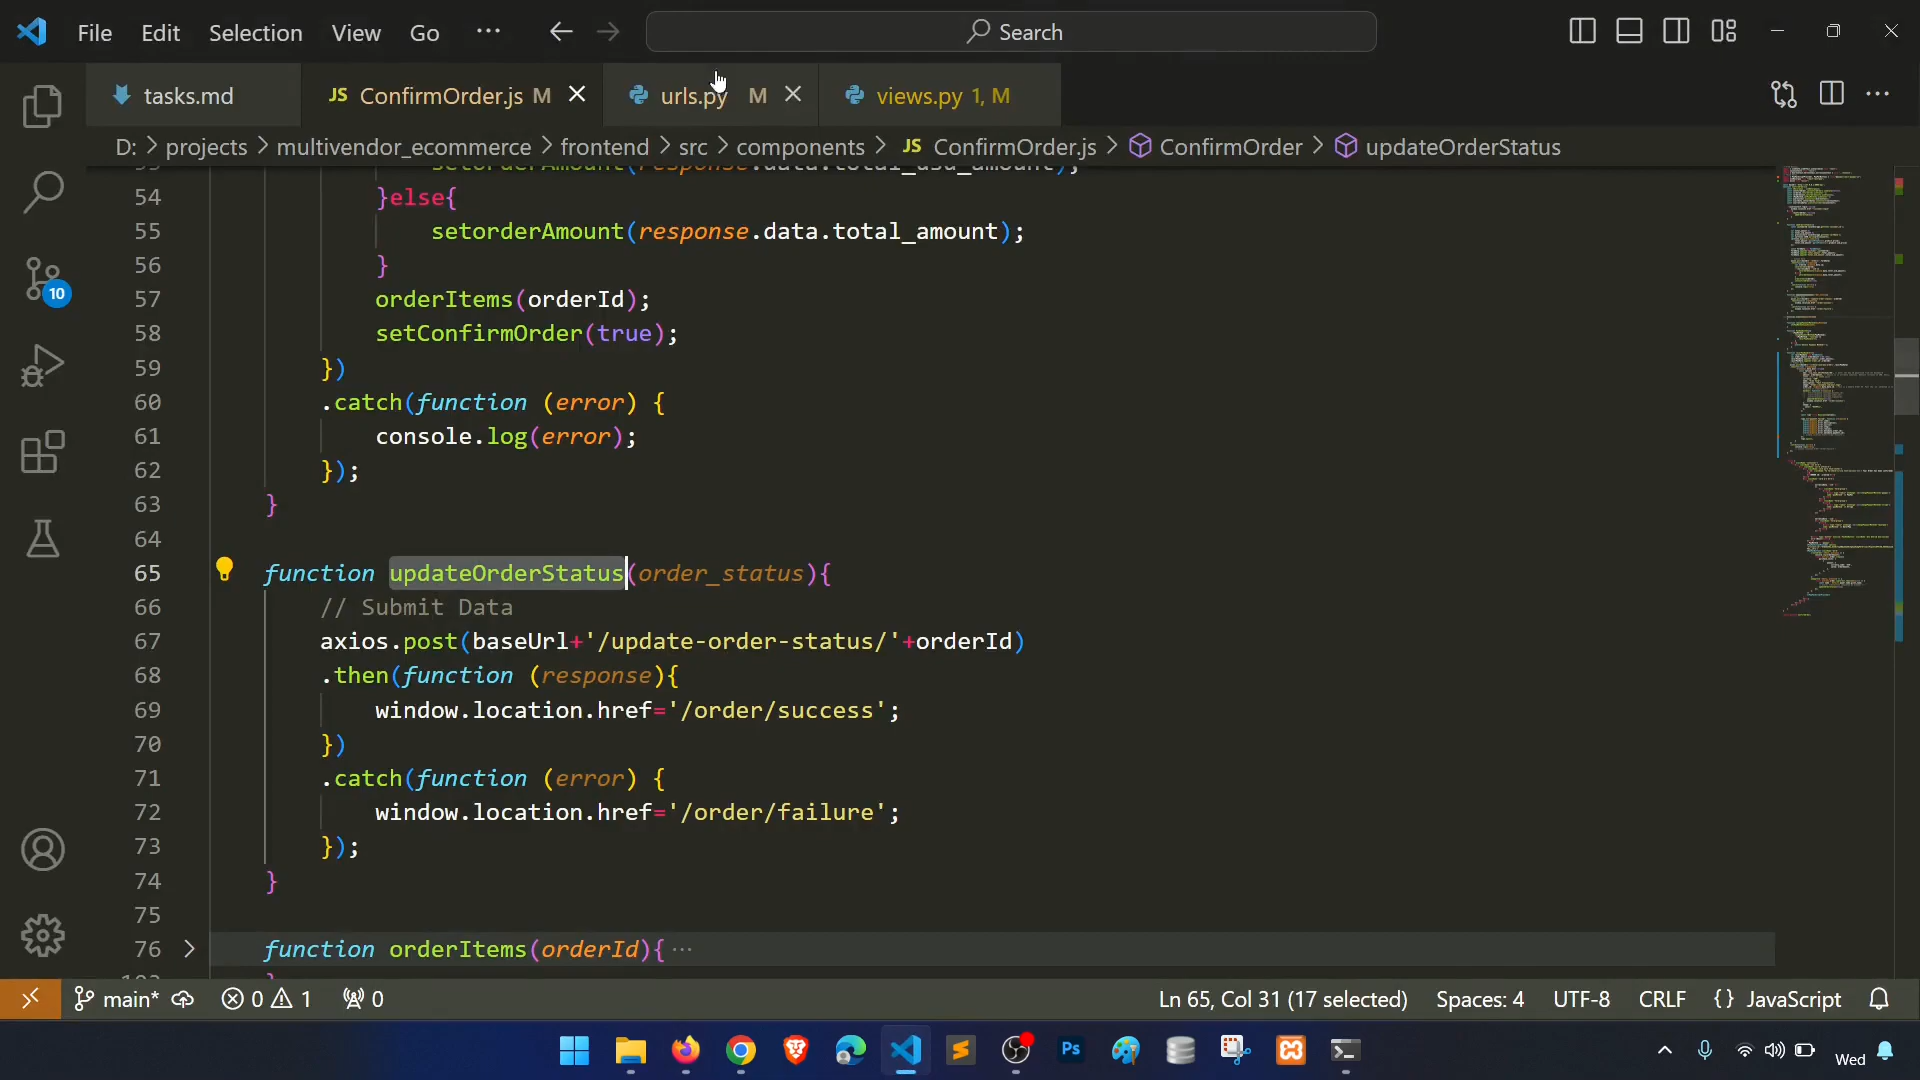 File Edit Selection View Go ··· Search
tasks.md JS ConfirmOrder.js M urls.py M views.py 1, M
D: > projects > multivendor_ecommerce > frontend > src > components > JS ConfirmOrder.js > ConfirmOrder > updateOrderStatus
53 setorderAmount(response.data.total_usd_amount);
54 }else{
55 setorderAmount(response.data.total_amount);
56 }
57 orderItems(orderId);
58 setConfirmOrder(true);
59 })
60 .catch(function (error) {
61 console.log(error);
62 });
63 }
64
65 function updateOrderStatus(order_status){
66 // Submit Data
67 axios.post(baseUrl+'/update-order-status/'+orderId)
68 .then(function (response){
69 window.location.href='/order/success';
70 })
71 .catch(function (error) {
72 window.location.href='/order/failure';
73 });
74 }
75
76 function orderItems(orderId){ ···
10
main* 0 1 0 Ln 65, Col 31 (17 selected) Spaces: 4 UTF-8 CRLF {} JavaScript
Ps Wed